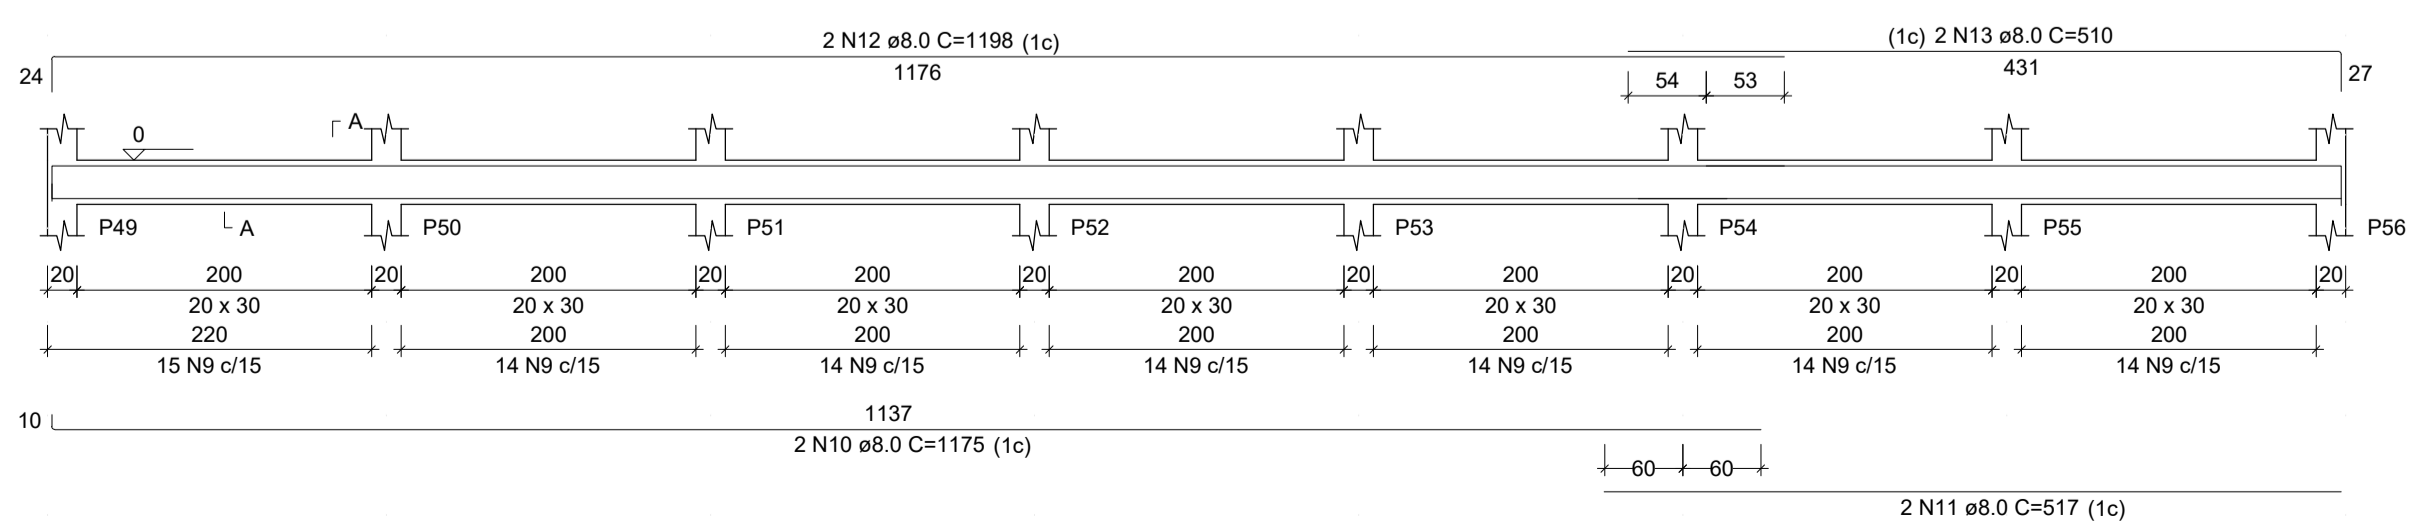 2 N12 ø8.0 C=1198 (1c)
(1c) 2 N13 ø8.0 C=510
24
1176
54
53
431
27
0
A
P49
A
P50
P51
P52
P53
P54
P55
P56
20 200 20 200 20 200 20 200 20 200 20 200 20 200 20
20 x 30 20 x 30 20 x 30 20 x 30 20 x 30 20 x 30 20 x 30
220 200 200 200 200 200 200
15 N9 c/15 14 N9 c/15 14 N9 c/15 14 N9 c/15 14 N9 c/15 14 N9 c/15 14 N9 c/15
10
1137
2 N10 ø8.0 C=1175 (1c)
60
60
2 N11 ø8.0 C=517 (1c)